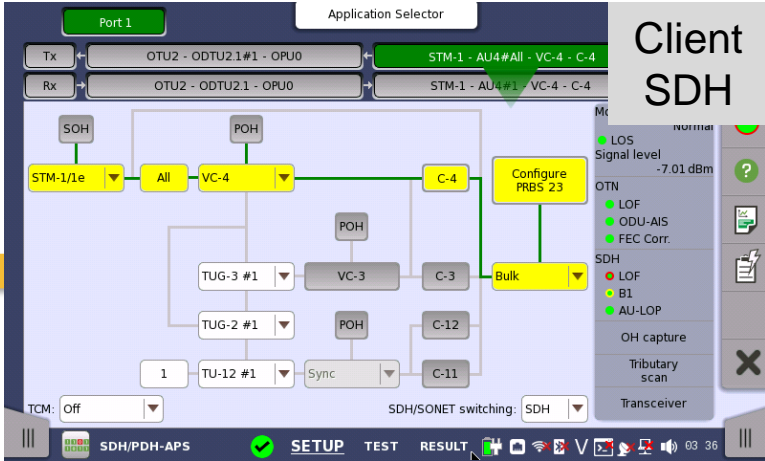 Port 1
Application Selector
Client
SDH
Tx
OTU2 - ODTU2.1#1 - OPU0
STM-1 - AU4#All - VC-4 - C-4
Rx
OTU2 - ODTU2.1 - OPU0
STM-1 - AU4#1 - VC-4 - C-4
Normal
SOH
POH
LOS
Signal level
-7.01 dBm
STM-1/1e
All
VC-4
C-4
Configure
PRBS 23
OTN
LOF
ODU-AIS
FEC Corr.
POH
SDH
TUG-3 #1
VC-3
C-3
Bulk
LOF
B1
AU-LOP
TUG-2 #1
POH
C-12
OH capture
1
TU-12 #1
Sync
C-11
Tributary
scan
TCM: Off
SDH/SONET switching: SDH
Transceiver
SDH/PDH-APS
SETUP
TEST
RESULT
03 36